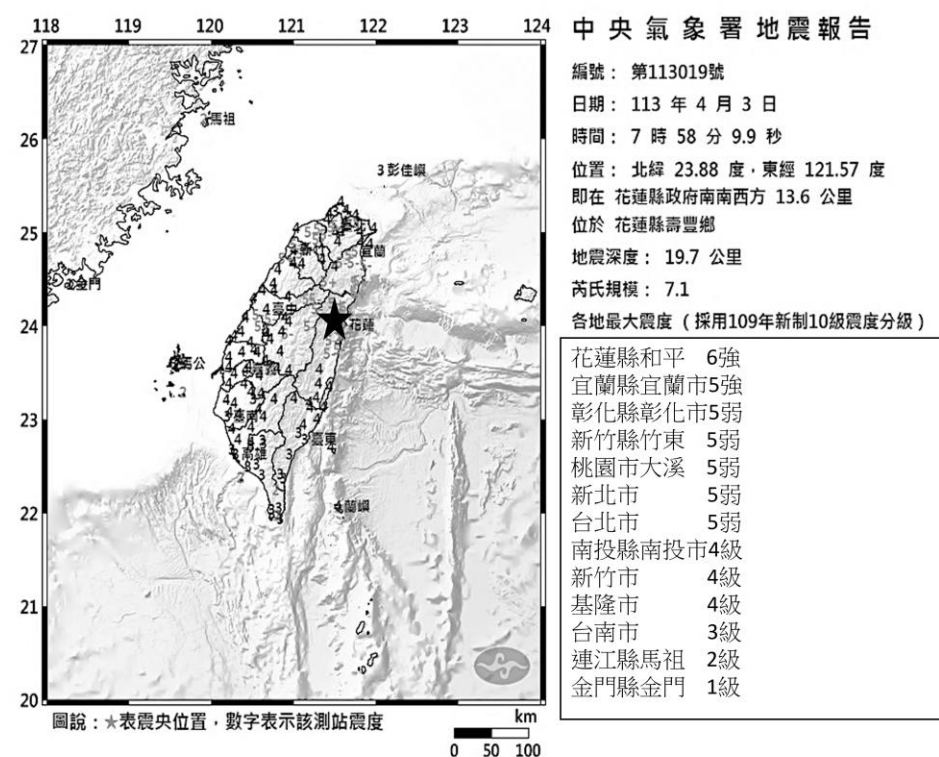 118 119 120 121 122 123 124
中央氣象署地震報告
編號： 第113019號
日期： 113 年 4 月 3 日
時間： 7 時 58 分 9.9 秒
位置： 北緯 23.88 度，東經 121.57 度
即在 花蓮縣政府南南西方 13.6 公里
位於 花蓮縣壽豐鄉
地震深度： 19.7 公里
芮氏規模： 7.1
各地最大震度 （採用109年新制10級震度分級）
花蓮縣和平 6強
宜蘭縣宜蘭市5強
彰化縣彰化市5弱
新竹縣竹東 5弱
桃園市大溪 5弱
新北市 5弱
台北市 5弱
南投縣南投市4級
新竹市 4級
基隆市 4級
台南市 3級
連江縣馬祖 2級
金門縣金門 1級
27
26
25
24
23
22
21
20
馬祖
3 彭佳嶼
宜蘭
金門
臺中
花蓮
馬公
臺南
臺東
高雄
蘭嶼
圖說：★表震央位置，數字表示該測站震度
km
0 50 100